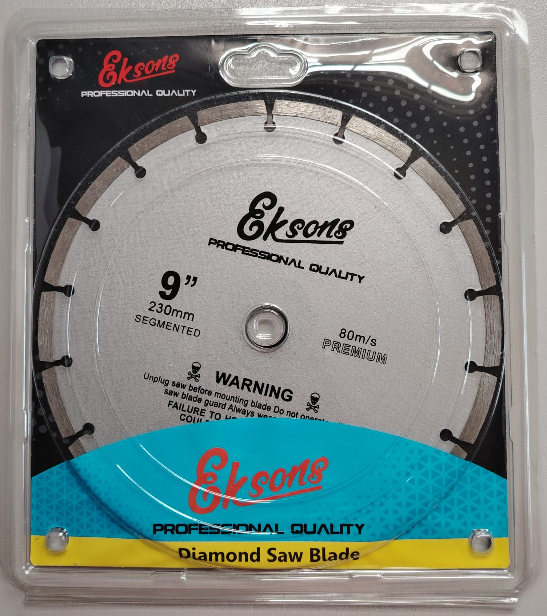 Eksons
PROFESSIONAL QUALITY
Eksons
PROFESSIONAL QUALITY
9"
230mm
SEGMENTED
80m/s
PREMIUM
WARNING
Unplug saw before mounting blade Do not operate
saw blade guard Always
FAILURE TO
Eksons
PROFESSIONAL QUALITY
Diamond Saw Blade